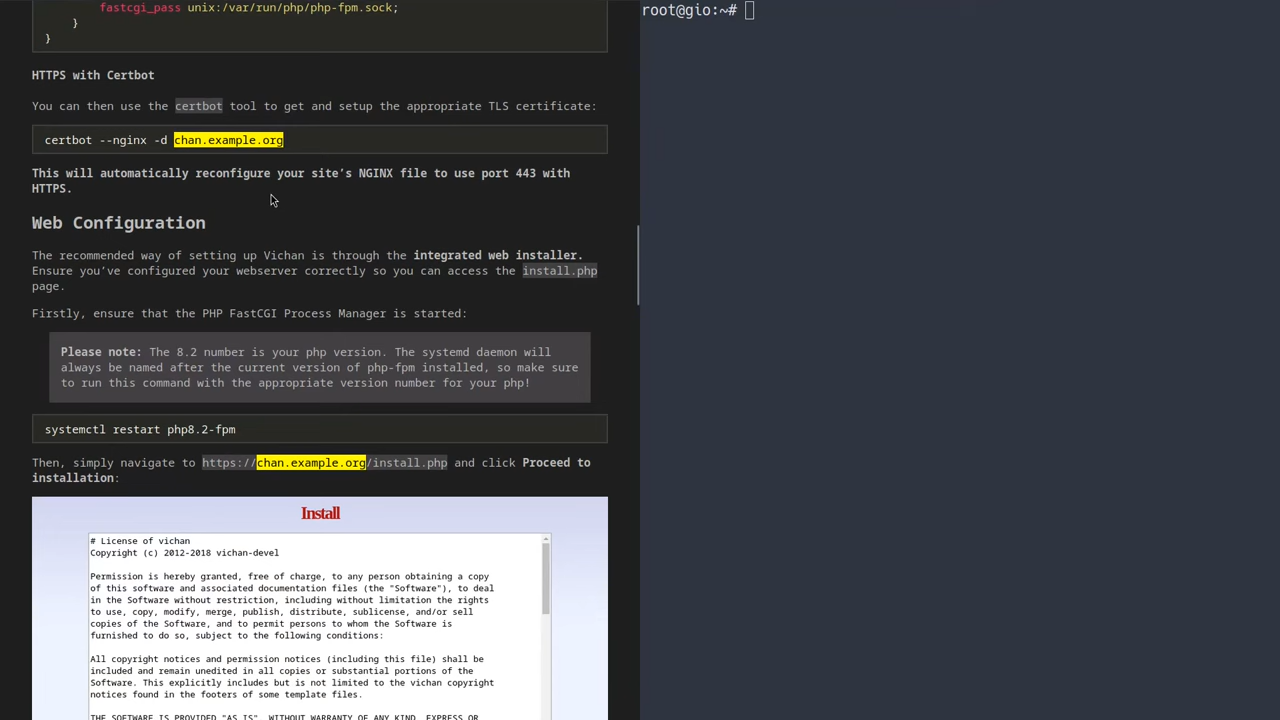 fastcgi_pass unix:/var/run/php/php-fpm.sock;
}
}
HTTPS with Certbot
You can then use the certbot tool to get and setup the appropriate TLS certificate:
certbot --nginx -d chan.example.org
This will automatically reconfigure your site’s NGINX file to use port 443 with
HTTPS.
Web Configuration
The recommended way of setting up Vichan is through the integrated web installer.
Ensure you’ve configured your webserver correctly so you can access the install.php
page.
Firstly, ensure that the PHP FastCGI Process Manager is started:
Please note: The 8.2 number is your php version. The systemd daemon will
always be named after the current version of php-fpm installed, so make sure
to run this command with the appropriate version number for your php!
systemctl restart php8.2-fpm
Then, simply navigate to https://chan.example.org/install.php and click Proceed to
installation:
Install
# License of vichan
Copyright (c) 2012-2018 vichan-devel
Permission is hereby granted, free of charge, to any person obtaining a copy
of this software and associated documentation files (the "Software"), to deal
in the Software without restriction, including without limitation the rights
to use, copy, modify, merge, publish, distribute, sublicense, and/or sell
copies of the Software, and to permit persons to whom the Software is
furnished to do so, subject to the following conditions:
All copyright notices and permission notices (including this file) shall be
included and remain unedited in all copies or substantial portions of the
Software. This explicitly includes but is not limited to the vichan copyright
notices found in the footers of some template files.
THE SOFTWARE IS PROVIDED "AS IS", WITHOUT WARRANTY OF ANY KIND, EXPRESS OR
root@gio:~#